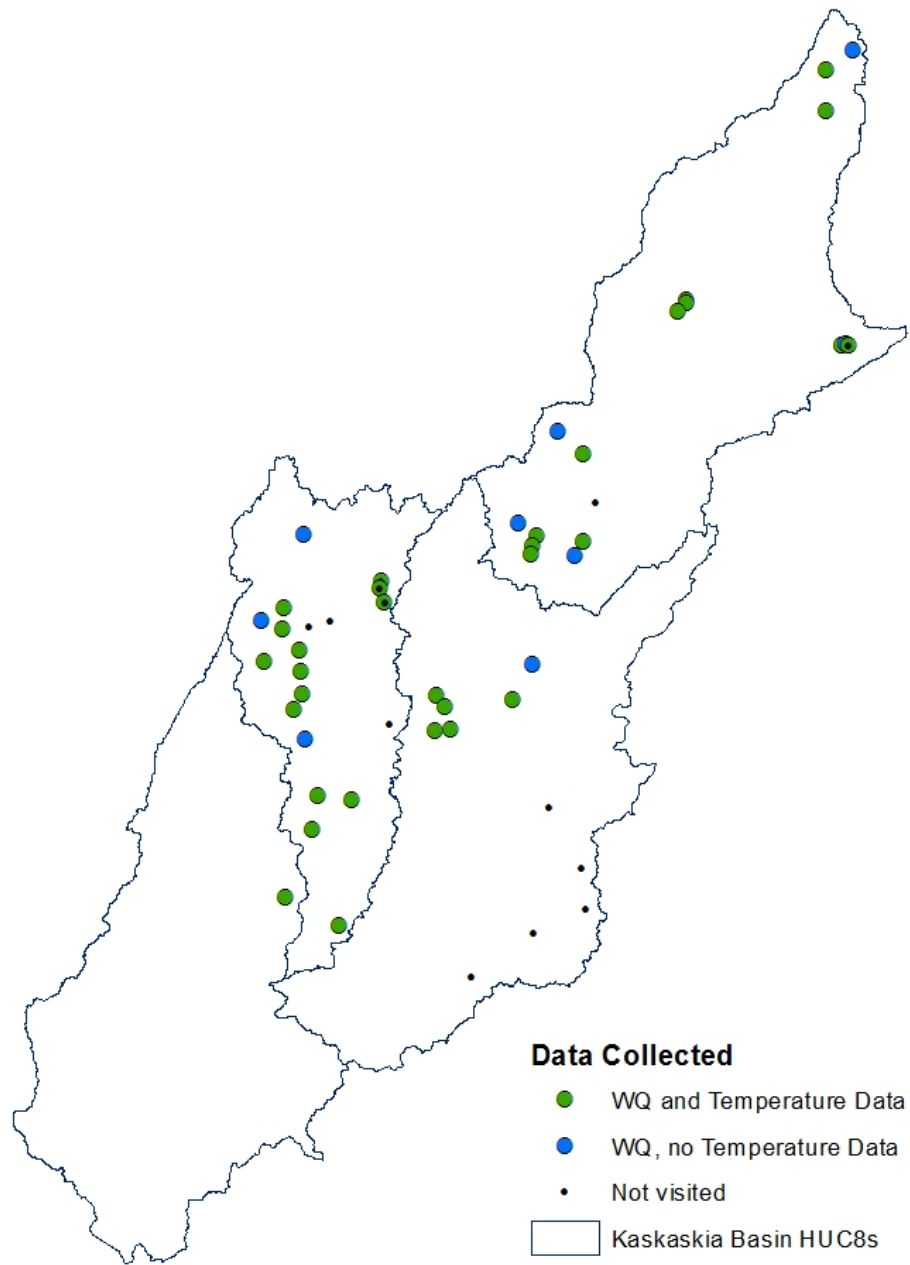 Data Collected
WQ and Temperature Data
WQ, no Temperature Data
Not visited
Kaskaskia Basin HUC8s